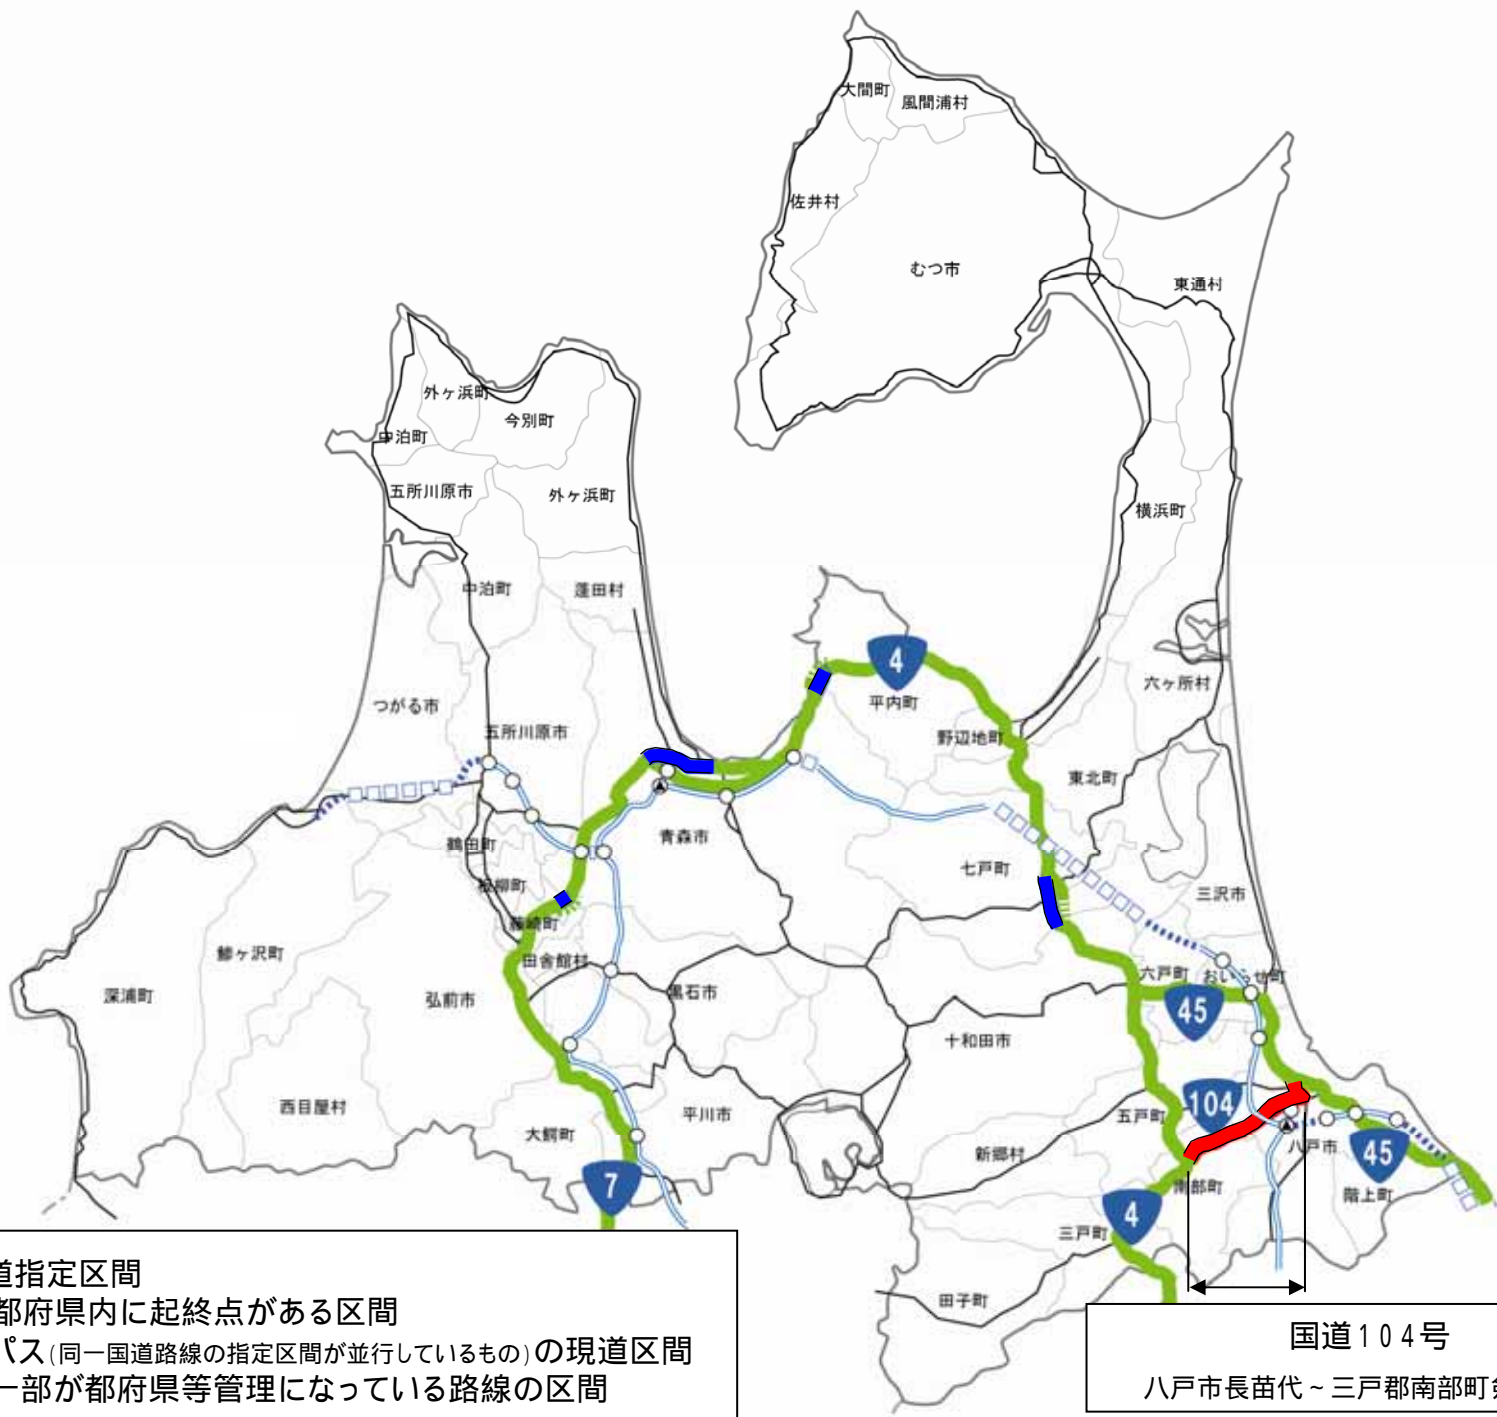 大間町
風間浦村
佐井村
むつ市
東通村
外ヶ浜町
今別町
中泊町
五所川原市
外ヶ浜町
横浜町
中泊町
蓬田村
4
六ヶ所村
つがる市
平内町
五所川原市
野辺地町
東北町
鶴田町
青森市
七戸町
板柳町
三沢市
藤崎町
鰺ヶ沢町
田舎館村
六戸町
おいらせ町
深浦町
弘前市
黒石市
45
十和田市
104
西目屋村
平川市
五戸町
大鰐町
新郷村
八戸市
45
7
南部町
階上町
4
三戸町
田子町
道指定区間
都府県内に起終点がある区間
パス(同一国道路線の指定区間が並行しているもの)の現道区間
一部が都府県等管理になっている路線の区間
国道104号
八戸市長苗代~三戸郡南部町